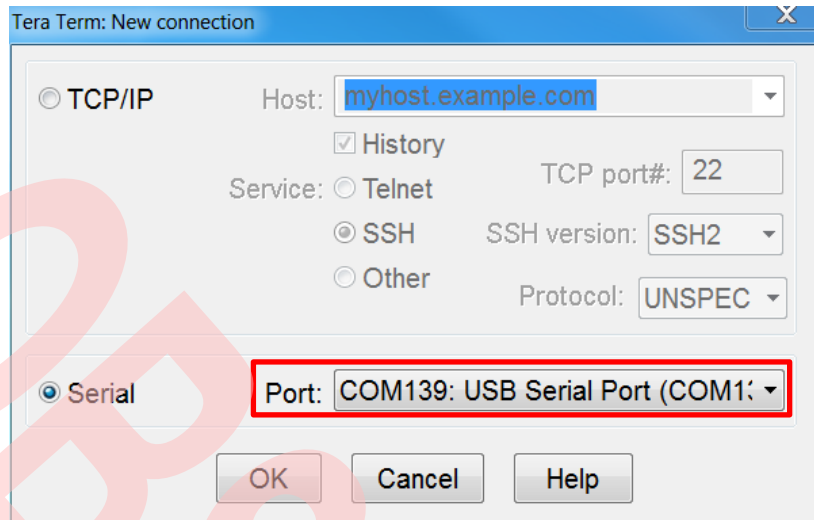 Tera Term: New connection
TCP/IP
Host: myhost.example.com
History
Service: Telnet
TCP port#: 22
SSH
SSH version: SSH2
Other
Protocol: UNSPEC
Serial
Port: COM139: USB Serial Port (COM1
OK Cancel Help